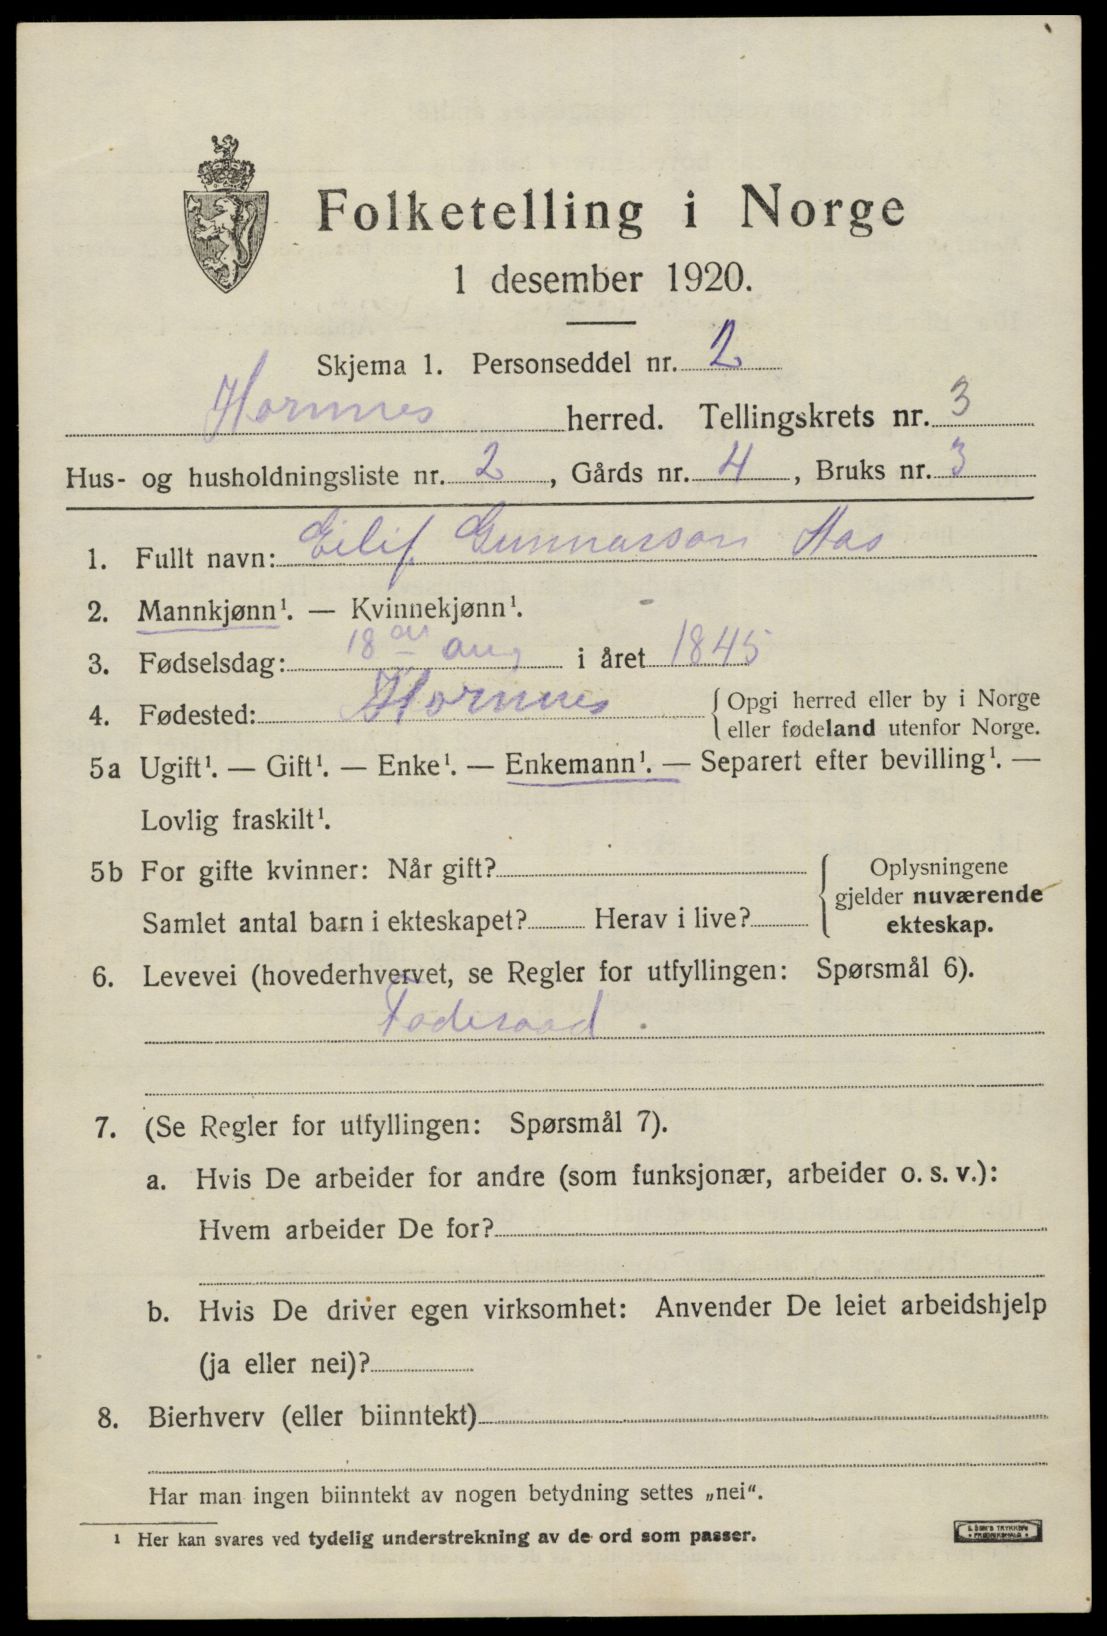 Folketelling i Norge
1 desember 1920.
Skjema 1. Personseddel nr. 2
Hornnes herred. Tellingskrets nr. 3
Hus- og husholdningsliste nr. 2, Gårds nr. 4, Bruks nr. 3
1. Fullt navn: Eilif Gunnarson Aas
2. Mannkjønn¹. — Kvinnekjønn¹.
3. Fødselsdag: 18 aug i året 1845
4. Fødested: Hornnes
{ Opgi herred eller by i Norge
eller fødeland utenfor Norge.
5a Ugift¹. — Gift¹. — Enke¹. — Enkemann¹. — Separert efter bevilling¹. —
Lovlig fraskilt¹.
5b For gifte kvinner: Når gift?
Samlet antal barn i ekteskapet? Herav i live?
{ Oplysningene
gjelder nuværende
ekteskap.
6. Levevei (hovederhvervet, se Regler for utfyllingen: Spørsmål 6).
Føderaad.
7. (Se Regler for utfyllingen: Spørsmål 7).
a. Hvis De arbeider for andre (som funksjonær, arbeider o. s. v.):
Hvem arbeider De for?
b. Hvis De driver egen virksomhet: Anvender De leiet arbeidshjelp
(ja eller nei)?
8. Bierhverv (eller biinntekt)
Har man ingen biinntekt av nogen betydning settes „nei“.
¹ Her kan svares ved tydelig understrekning av de ord som passer.